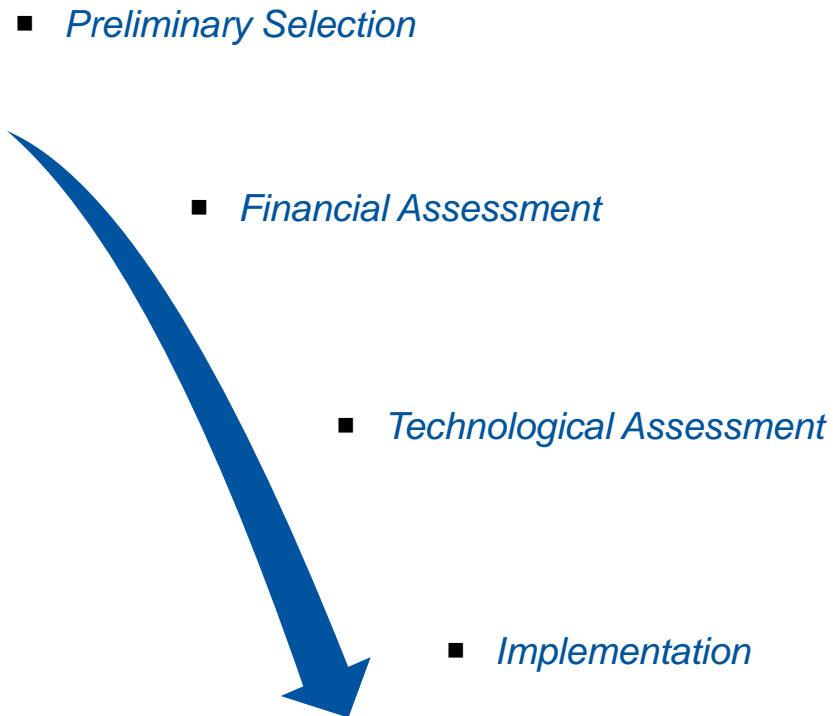 ▪ Preliminary Selection
▪ Financial Assessment
▪ Technological Assessment
▪ Implementation